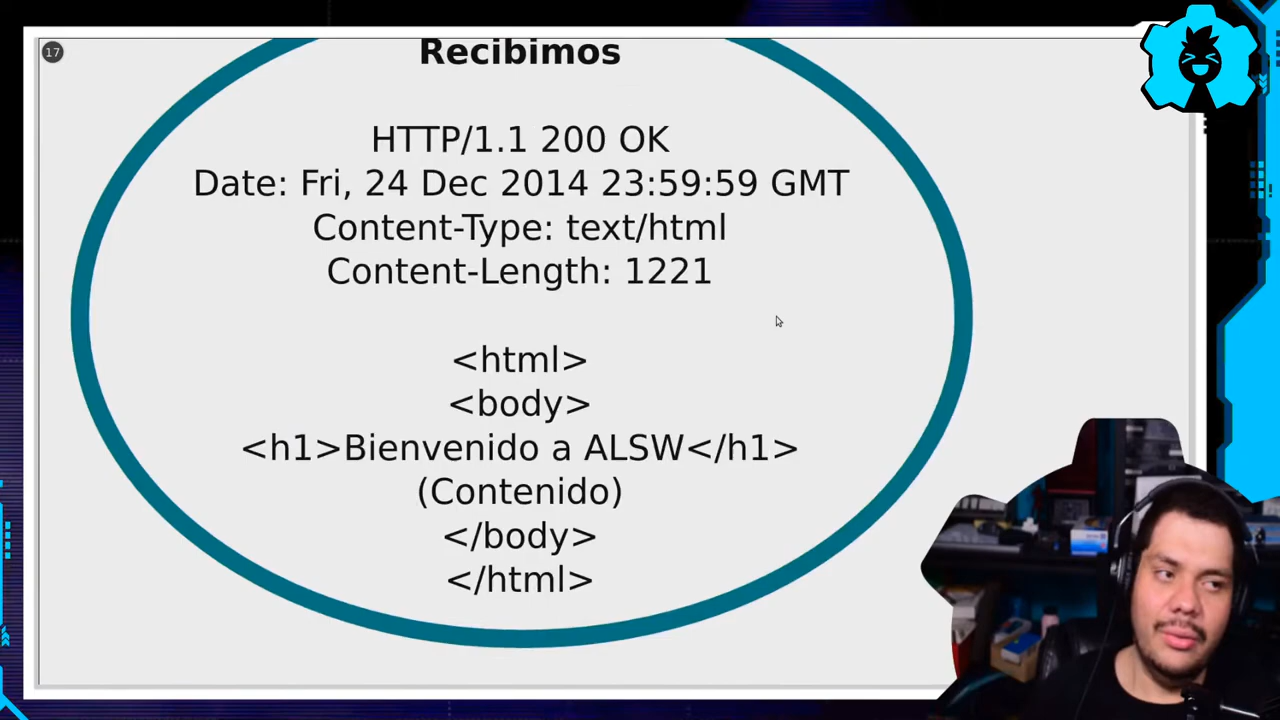 17
Recibimos
HTTP/1.1 200 OK
Date: Fri, 24 Dec 2014 23:59:59 GMT
Content-Type: text/html
Content-Length: 1221
<html>
<body>
<h1>Bienvenido a ALSW</h1>
(Contenido)
</body>
</html>